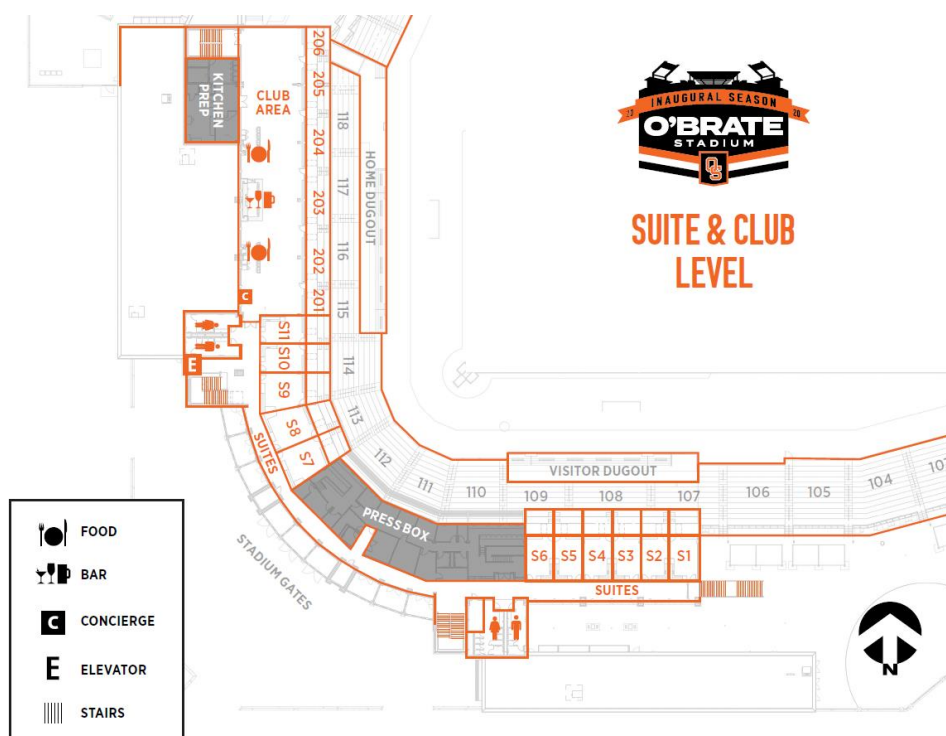 INAUGURAL SEASON
20
O'BRATE
STADIUM
OS
SUITE & CLUB
LEVEL
KITCHEN
PREP
CLUB
AREA
206
205
204
203
202
201
118
117
116
115
114
113
112
111
110
109
108
107
106
105
104
HOME DUGOUT
VISITOR DUGOUT
C
E
S11
S10
S9
S8
S7
SUITES
PRESS BOX
S6
S5
S4
S3
S2
S1
SUITES
STADIUM GATES
FOOD
BAR
C CONCIERGE
E ELEVATOR
STAIRS
N